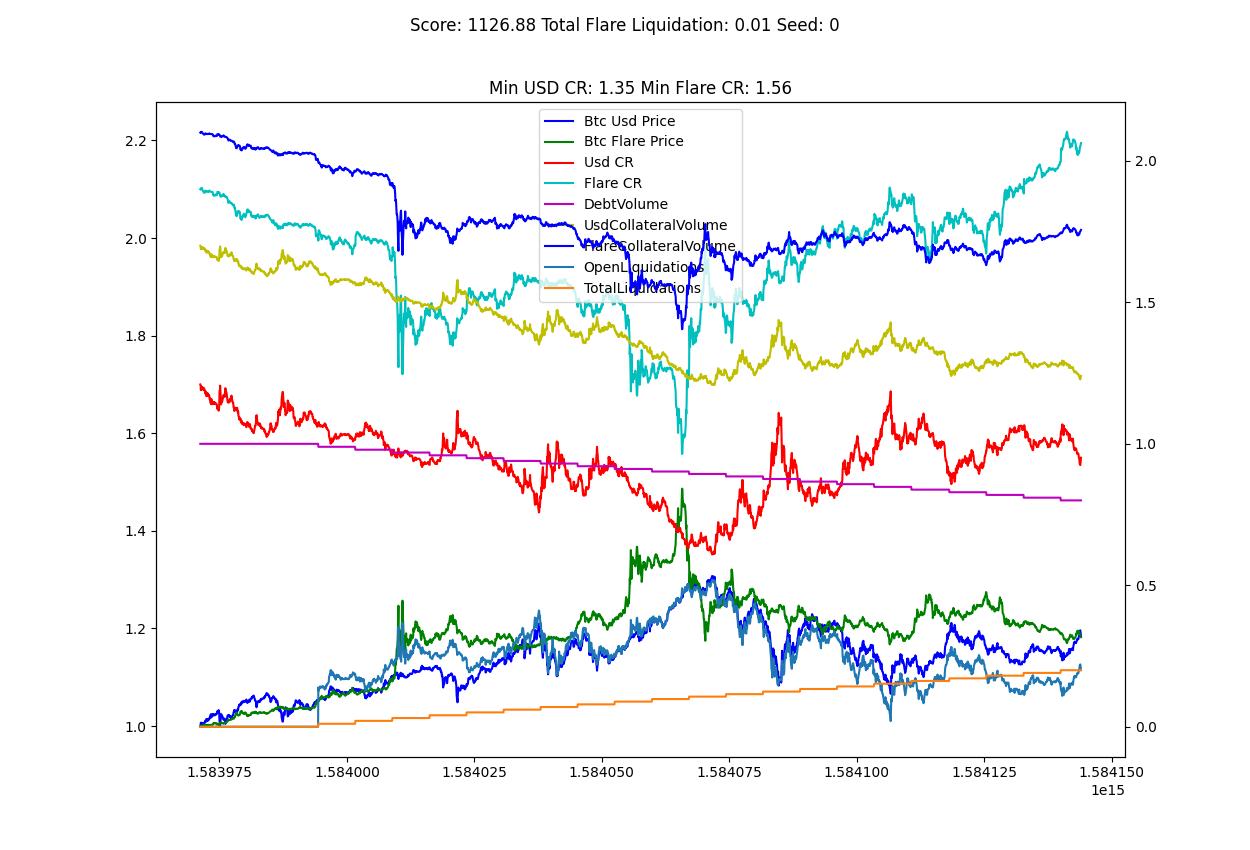 Score: 1126.88 Total Flare Liquidation: 0.01 Seed: 0
Min USD CR: 1.35 Min Flare CR: 1.56
Btc Usd Price
Btc Flare Price
Usd CR
Flare CR
DebtVolume
UsdCollateralVolume
FlareCollateralVolume
OpenLiquidations
TotalLiquidations
2.2
2.0
1.8
1.6
1.4
1.2
1.0
2.0
1.5
1.0
0.5
0.0
1.583975 1.584000 1.584025 1.584050 1.584075 1.584100 1.584125 1.584150
1e15